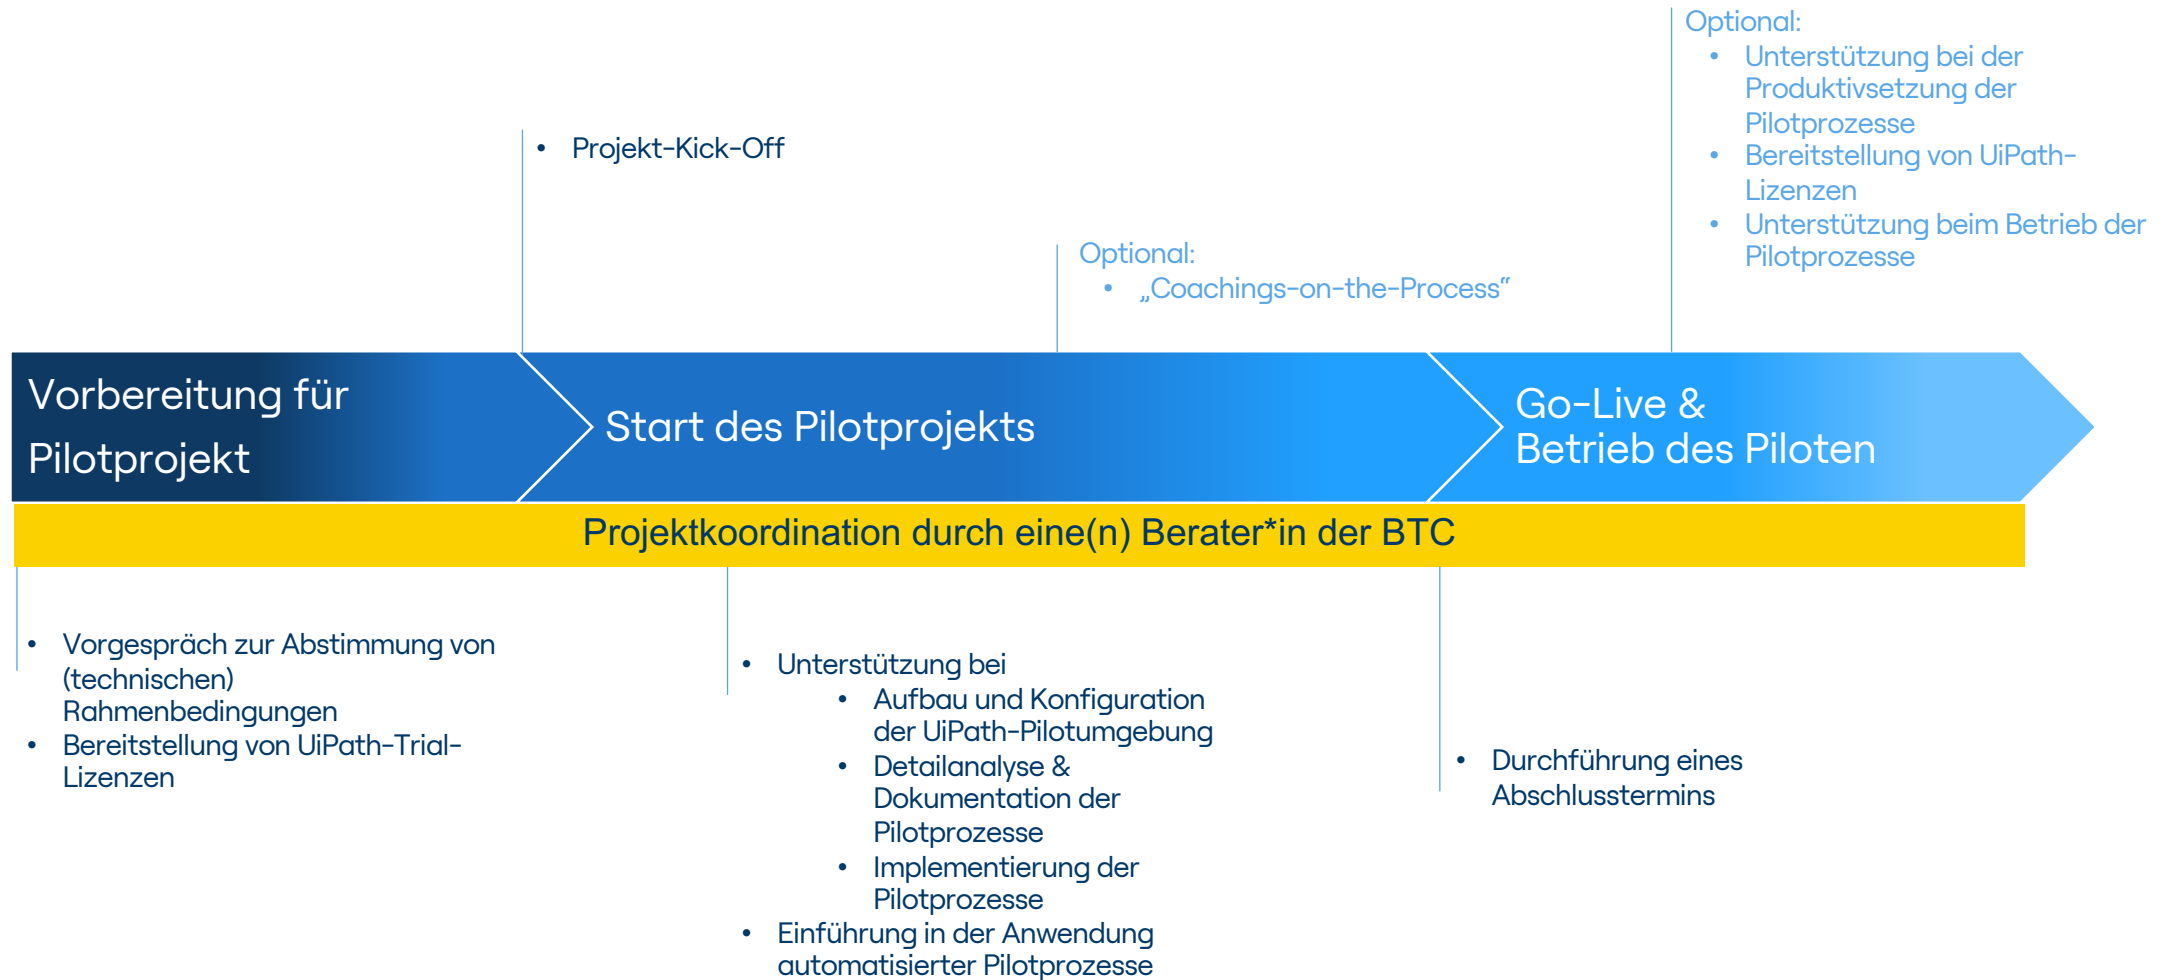 Optional:
• Unterstützung bei der
Produktivsetzung der
Pilotprozesse
• Bereitstellung von UiPath-
Lizenzen
• Unterstützung beim Betrieb der
Pilotprozesse
• Projekt-Kick-Off
Optional:
• „Coachings-on-the-Process“
Vorbereitung für
Pilotprojekt
Start des Pilotprojekts
Go-Live &
Betrieb des Piloten
Projektkoordination durch eine(n) Berater*in der BTC
• Vorgespräch zur Abstimmung von
(technischen)
Rahmenbedingungen
• Bereitstellung von UiPath-Trial-
Lizenzen
• Unterstützung bei
• Aufbau und Konfiguration
der UiPath-Pilotumgebung
• Detailanalyse &
Dokumentation der
Pilotprozesse
• Implementierung der
Pilotprozesse
• Einführung in der Anwendung
automatisierter Pilotprozesse
• Durchführung eines
Abschlusstermins